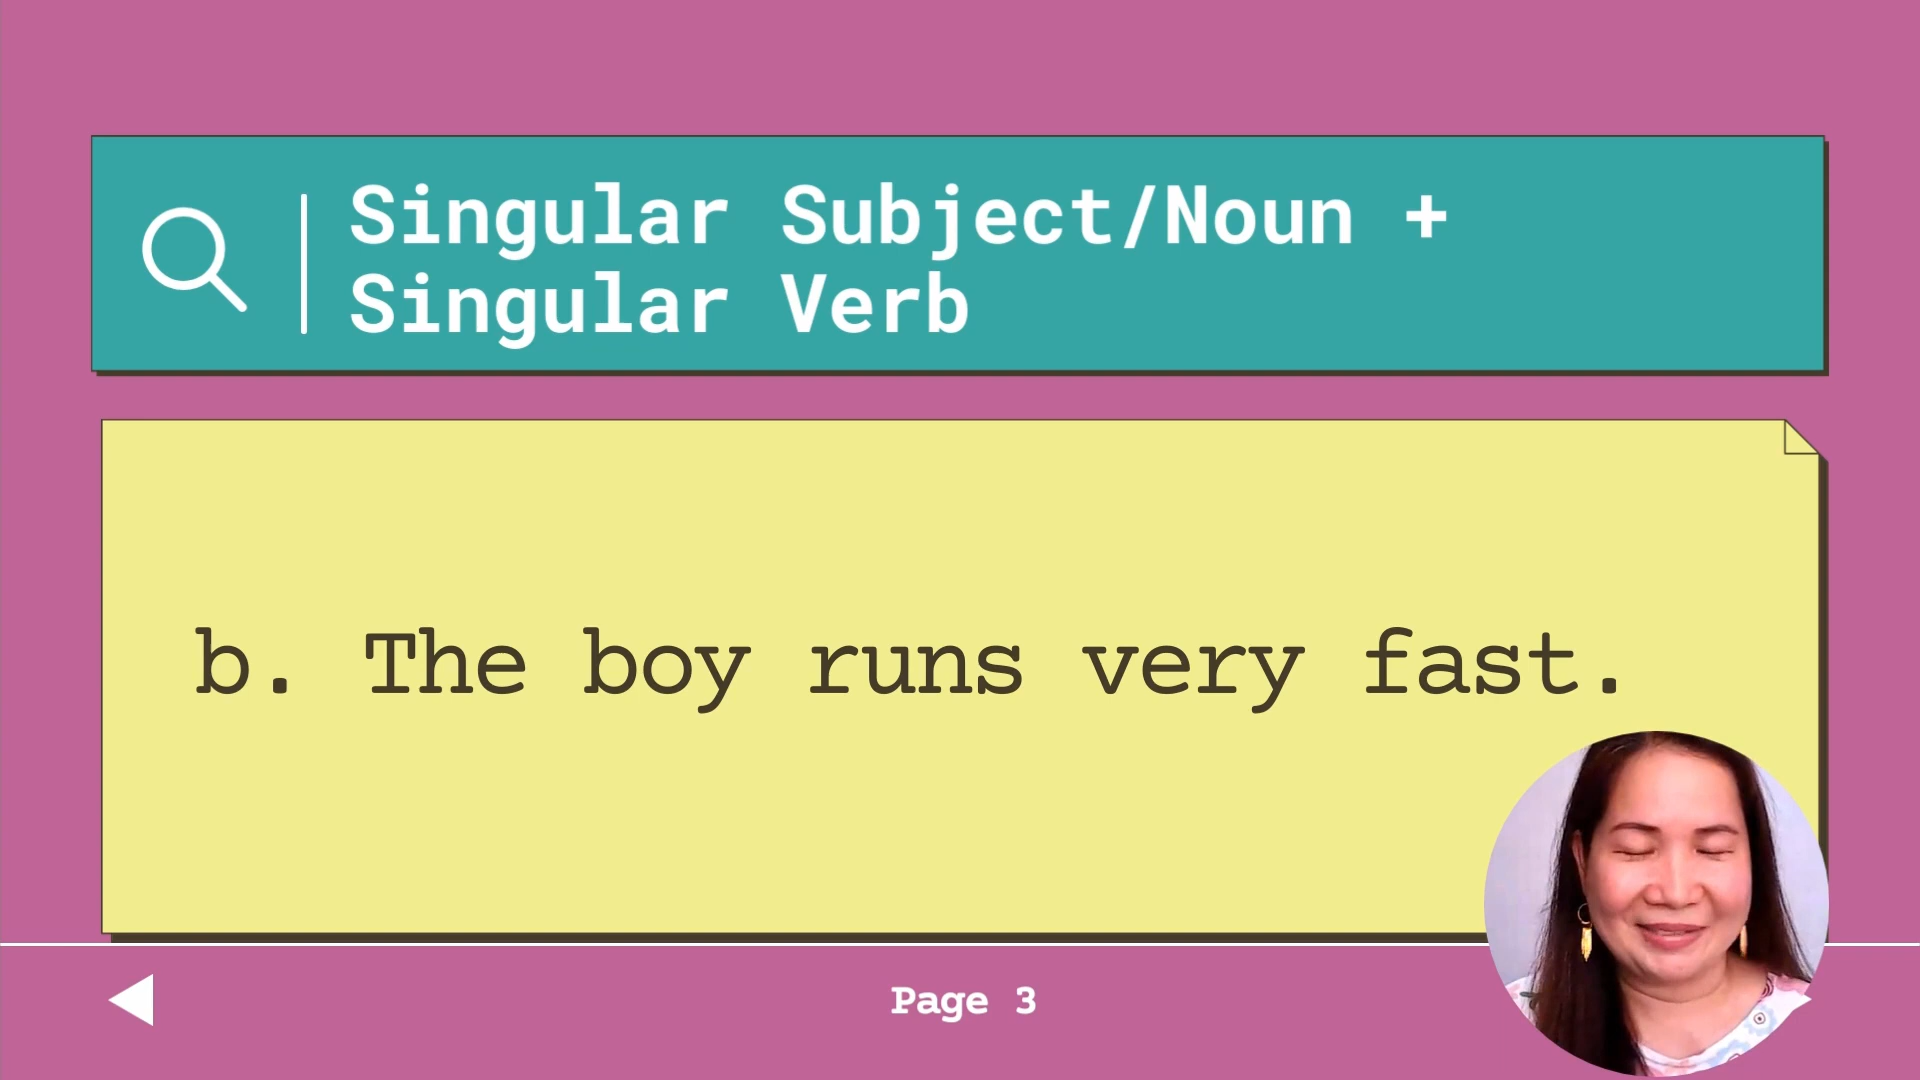 Singular Subject/Noun +
Singular Verb
b. The boy runs very fast.
Page 3